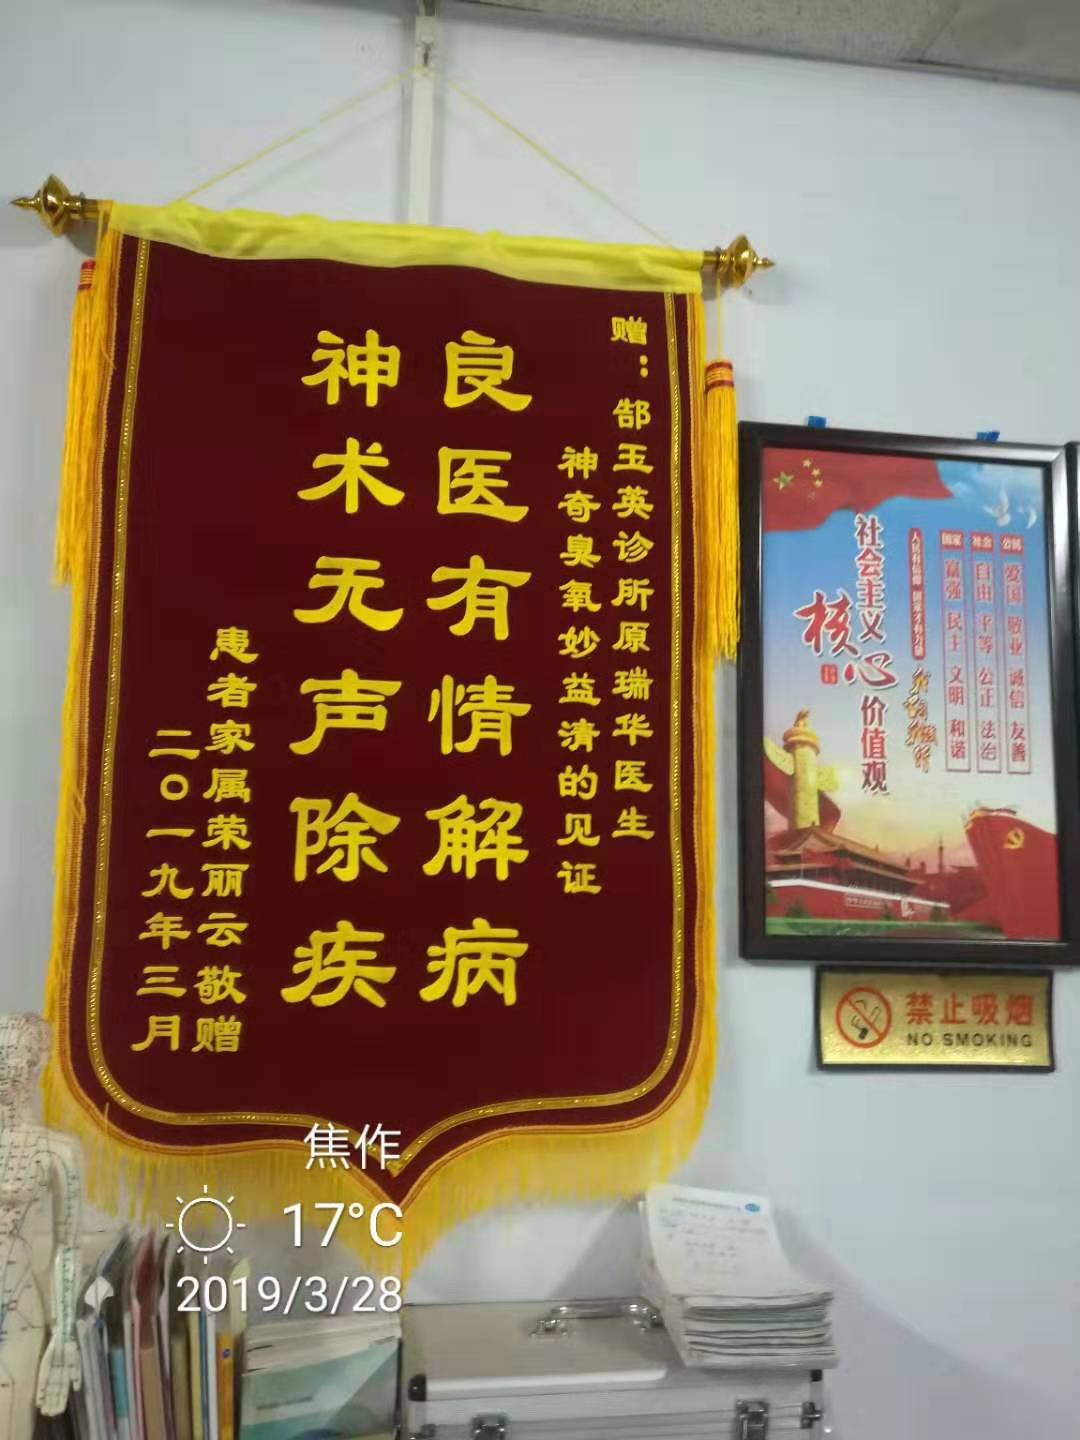 赠：郜玉英诊所原瑞华医生
神奇臭氧妙益清的见证
良医有情解病
神术无声除疾
患者家属荣丽云敬赠
二〇一九年三月
社会主义
核心价值观
国家 富强 民主 文明 和谐
社会 自由 平等 公正 法治
公民 爱国 敬业 诚信 友善
禁止吸烟
NO SMOKING
焦作
17°C
2019/3/28